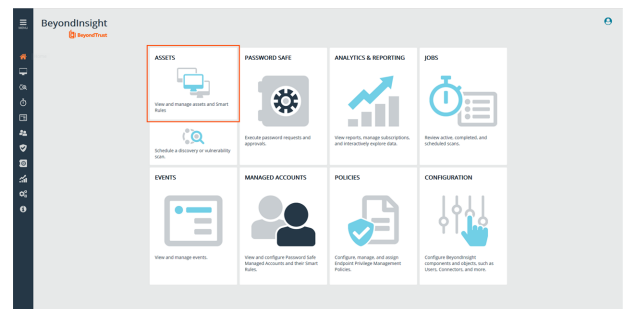 BeyondInsight
BeyondTrust
MENU
ASSETS
View and manage assets and Smart
Rules
Schedule a discovery or vulnerability
scan.
PASSWORD SAFE
Execute password requests and
approvals.
ANALYTICS & REPORTING
View reports, manage subscriptions,
and interactively explore data.
JOBS
Review active, completed, and
scheduled scans.
EVENTS
View and manage events.
MANAGED ACCOUNTS
View and configure Password Safe
Managed Accounts and their Smart
Rules.
POLICIES
Configure, manage, and assign
Endpoint Privilege Management
Policies.
CONFIGURATION
Configure BeyondInsight
components and objects, such as
Users, Connectors, and more.